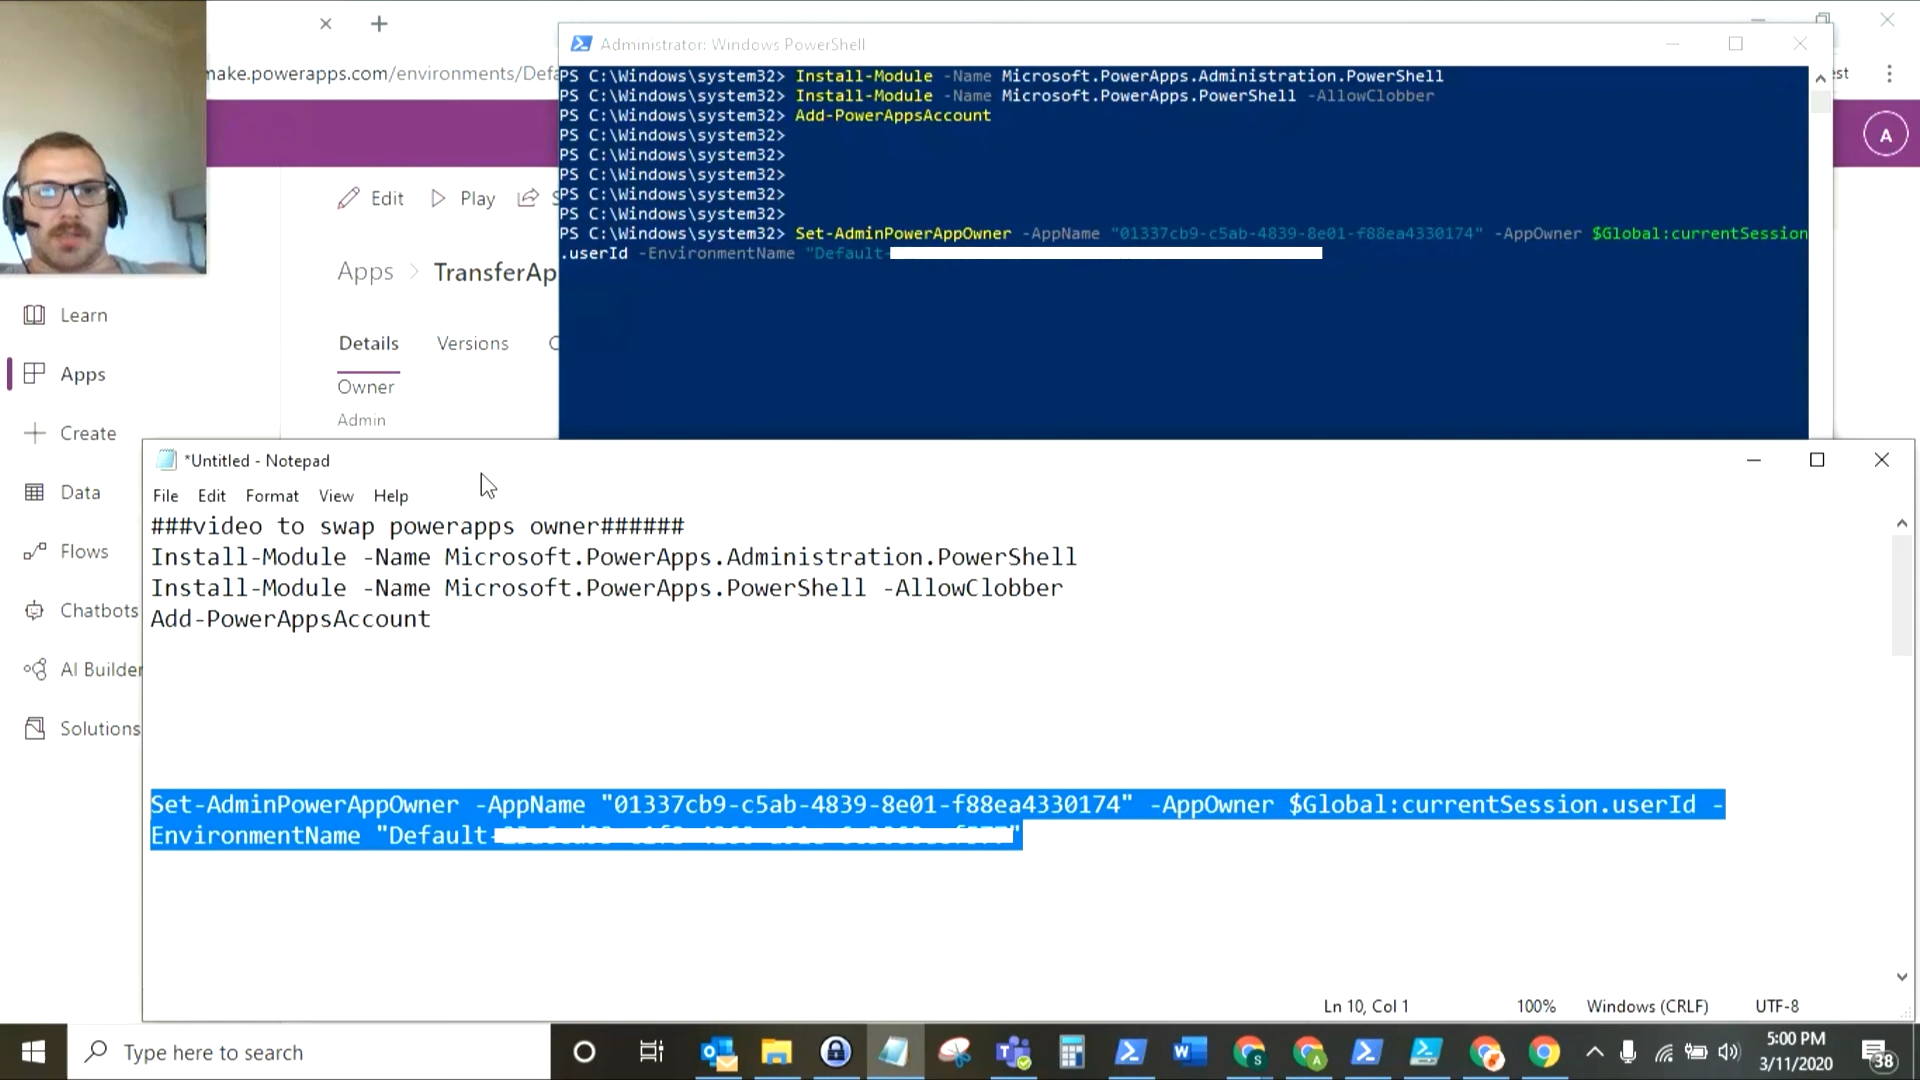 make.powerapps.com/environments/Defa
Administrator: Windows PowerShell
PS C:\Windows\system32> Install-Module -Name Microsoft.PowerApps.Administration.PowerShell
PS C:\Windows\system32> Install-Module -Name Microsoft.PowerApps.PowerShell -AllowClobber
PS C:\Windows\system32> Add-PowerAppsAccount
PS C:\Windows\system32>
PS C:\Windows\system32>
PS C:\Windows\system32>
PS C:\Windows\system32>
PS C:\Windows\system32>
PS C:\Windows\system32> Set-AdminPowerAppOwner -AppName "01337cb9-c5ab-4839-8e01-f88ea4330174" -AppOwner $Global:currentSession
.userId -EnvironmentName "Default-
A
Edit
Play
Apps > TransferAp
Details
Versions
Owner
Admin
Learn
Apps
Create
Data
Flows
Chatbots
AI Builder
Solutions
*Untitled - Notepad
File Edit Format View Help
###video to swap powerapps owner######
Install-Module -Name Microsoft.PowerApps.Administration.PowerShell
Install-Module -Name Microsoft.PowerApps.PowerShell -AllowClobber
Add-PowerAppsAccount
Set-AdminPowerAppOwner -AppName "01337cb9-c5ab-4839-8e01-f88ea4330174" -AppOwner $Global:currentSession.userId -
EnvironmentName "Default-
Ln 10, Col 1
100%
Windows (CRLF)
UTF-8
Type here to search
5:00 PM
3/11/2020
38